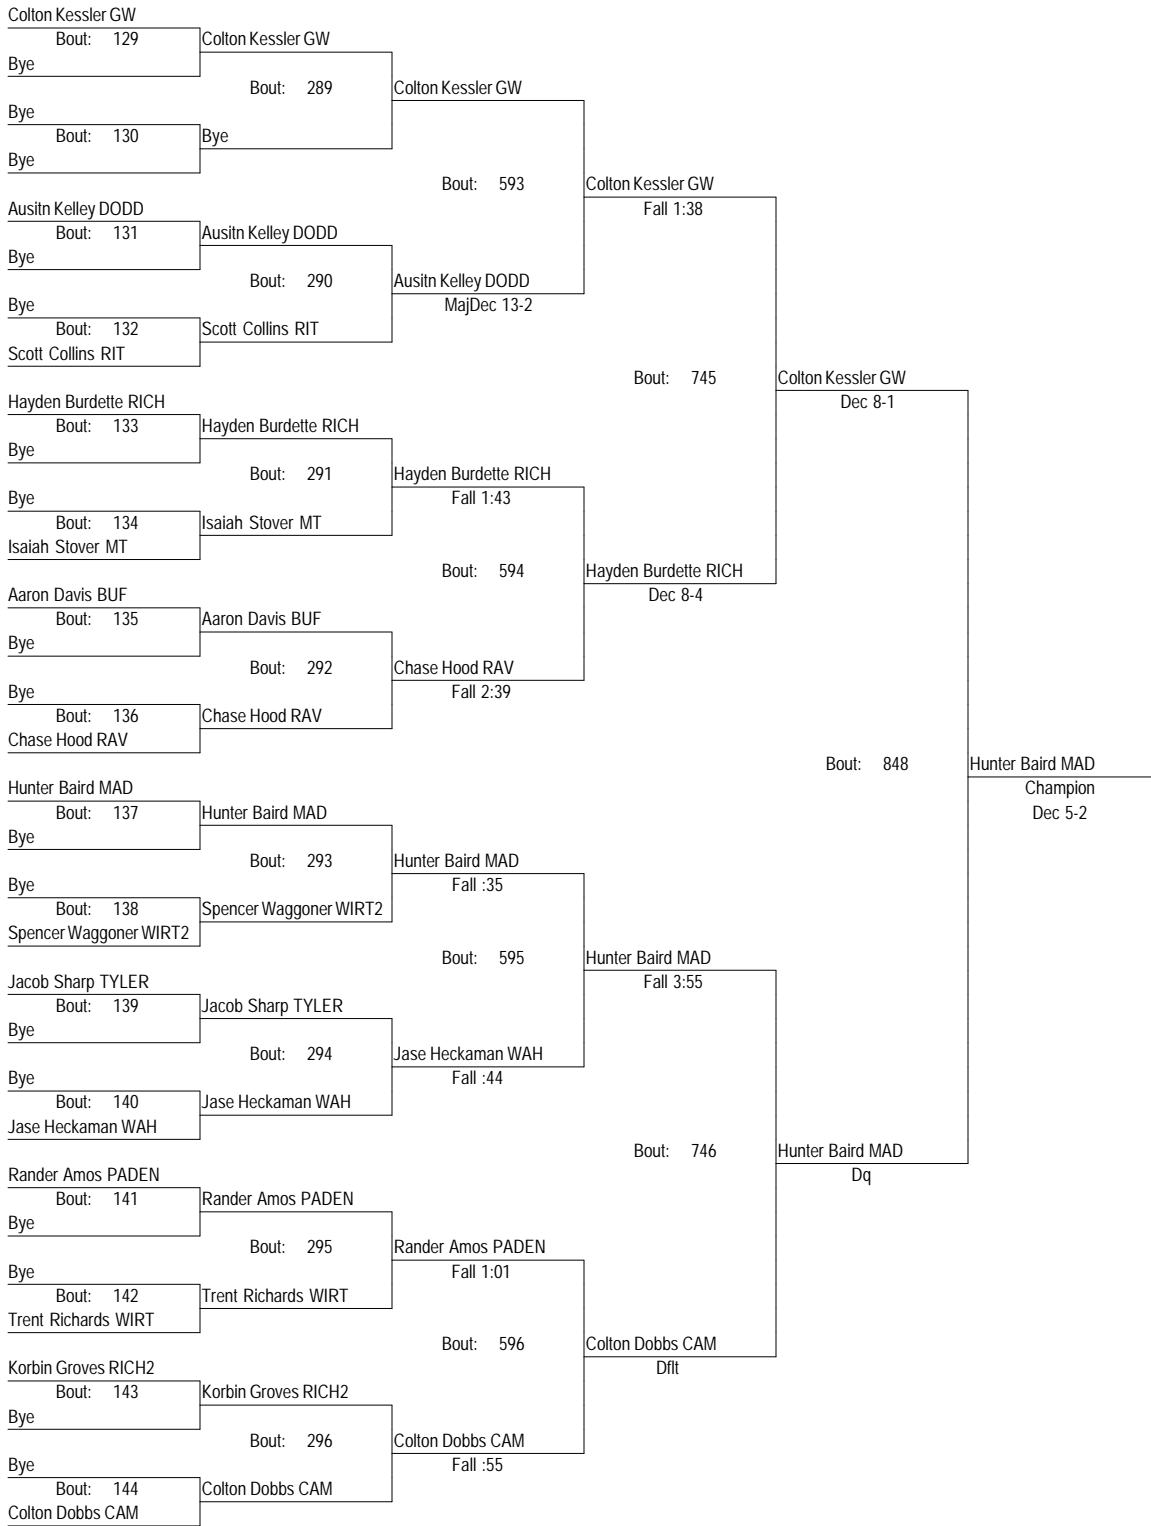 Colton Kessler GW
Bout: 129
Colton Kessler GW
Bye
Bout: 289
Colton Kessler GW
Bye
Bout: 130
Bye
Bye
Bout: 593
Colton Kessler GW
Fall 1:38
Ausitn Kelley DODD
Bout: 131
Ausitn Kelley DODD
Bye
Bout: 290
Ausitn Kelley DODD
MajDec 13-2
Bye
Bout: 132
Scott Collins RIT
Scott Collins RIT
Bout: 745
Colton Kessler GW
Dec 8-1
Hayden Burdette RICH
Bout: 133
Hayden Burdette RICH
Bye
Bout: 291
Hayden Burdette RICH
Fall 1:43
Bye
Bout: 134
Isaiah Stover MT
Isaiah Stover MT
Bout: 594
Hayden Burdette RICH
Dec 8-4
Aaron Davis BUF
Bout: 135
Aaron Davis BUF
Bye
Bout: 292
Chase Hood RAV
Fall 2:39
Bye
Bout: 136
Chase Hood RAV
Chase Hood RAV
Bout: 848
Hunter Baird MAD
Champion
Dec 5-2
Hunter Baird MAD
Bout: 137
Hunter Baird MAD
Bye
Bout: 293
Hunter Baird MAD
Fall :35
Bye
Bout: 138
Spencer Waggoner WIRT2
Spencer Waggoner WIRT2
Bout: 595
Hunter Baird MAD
Fall 3:55
Jacob Sharp TYLER
Bout: 139
Jacob Sharp TYLER
Bye
Bout: 294
Jase Heckaman WAH
Fall :44
Bye
Bout: 140
Jase Heckaman WAH
Jase Heckaman WAH
Bout: 746
Hunter Baird MAD
Dq
Rander Amos PADEN
Bout: 141
Rander Amos PADEN
Bye
Bout: 295
Rander Amos PADEN
Fall 1:01
Bye
Bout: 142
Trent Richards WIRT
Trent Richards WIRT
Bout: 596
Colton Dobbs CAM
Dflt
Korbin Groves RICH2
Bout: 143
Korbin Groves RICH2
Bye
Bout: 296
Colton Dobbs CAM
Fall :55
Bye
Bout: 144
Colton Dobbs CAM
Colton Dobbs CAM